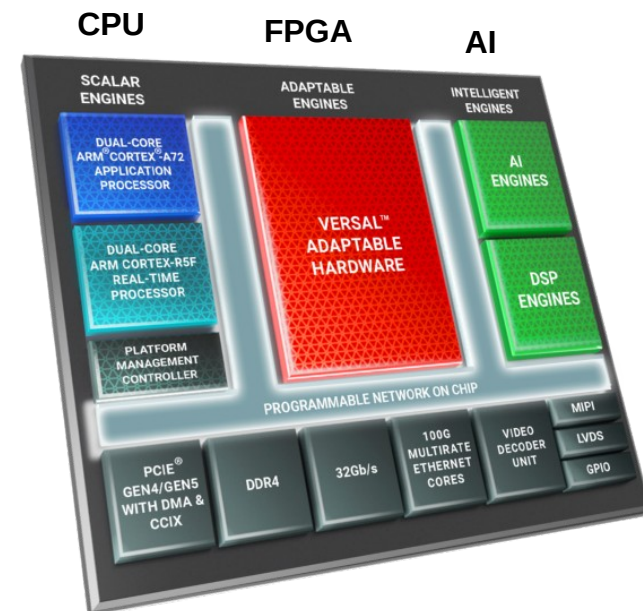 CPU
FPGA
AI
SCALAR
ENGINES
ADAPTABLE
ENGINES
INTELLIGENT
ENGINES
DUAL-CORE
ARM® CORTEX®-A72
APPLICATION
PROCESSOR
DUAL-CORE
ARM CORTEX-R5F
REAL-TIME
PROCESSOR
PLATFORM
MANAGEMENT
CONTROLLER
VERSAL™
ADAPTABLE
HARDWARE
AI
ENGINES
DSP
ENGINES
PROGRAMMABLE NETWORK ON CHIP
PCIE®
GEN4/GEN5
WITH DMA &
CCIX
DDR4
32Gb/s
100G
MULTIRATE
ETHERNET
CORES
VIDEO
DECODER
UNIT
MIPI
LVDS
GPIO